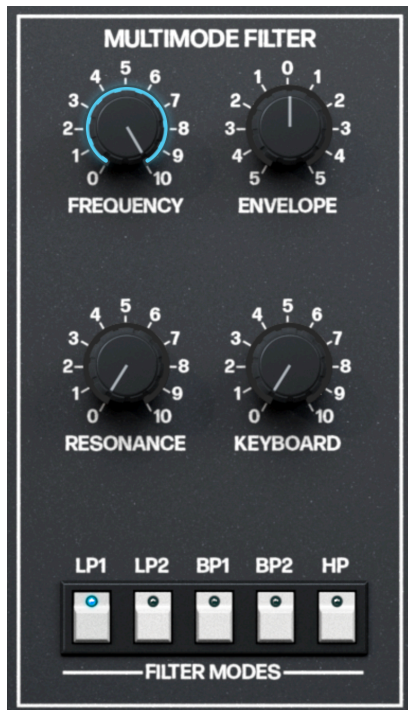 MULTIMODE FILTER
0 1 2 3 4 5 6 7 8 9 10
FREQUENCY
5 4 3 2 1 0 1 2 3 4 5
ENVELOPE
0 1 2 3 4 5 6 7 8 9 10
RESONANCE
0 1 2 3 4 5 6 7 8 9 10
KEYBOARD
LP1 LP2 BP1 BP2 HP
FILTER MODES